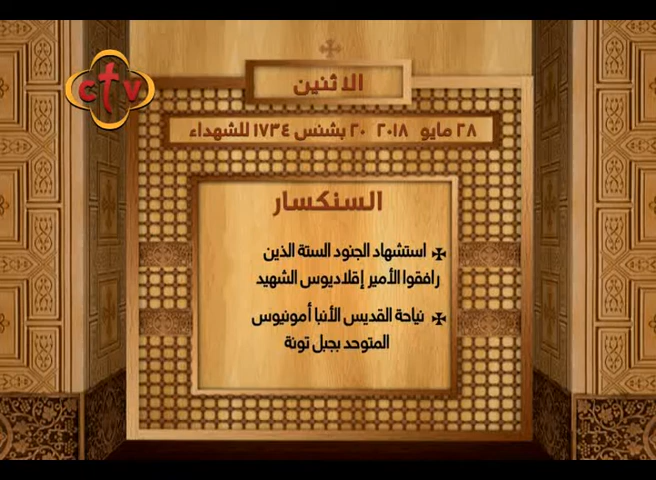 ctv
الاثنين
٢٨ مايو ٢٠١٨ ٢٠ بشنس ١٧٣٤ للشهداء
السنكسار
استشهاد الجنود الستة الذين
رافقوا الأمير إقلاديوس الشهيد
نياحة القديس الأنبا أمونيوس
المتوحد بجبل تونة